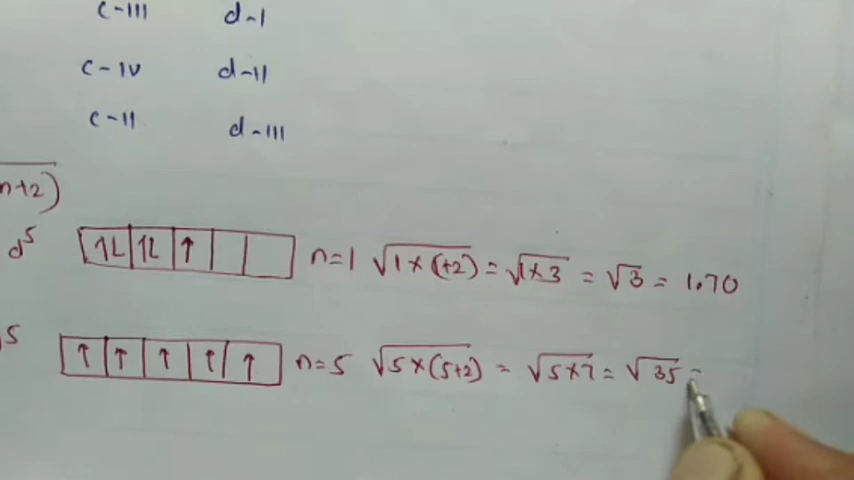 c-III d-I
c-IV d-II
c-II d-III
n+2)
d5 ↑↓ ↑↓ ↑ n=1 √1×(+2) = √1×3 = √3 = 1.70
5 ↑ ↑ ↑ ↑ ↑ n=5 √5×(5+2) = √5×7 = √35 =